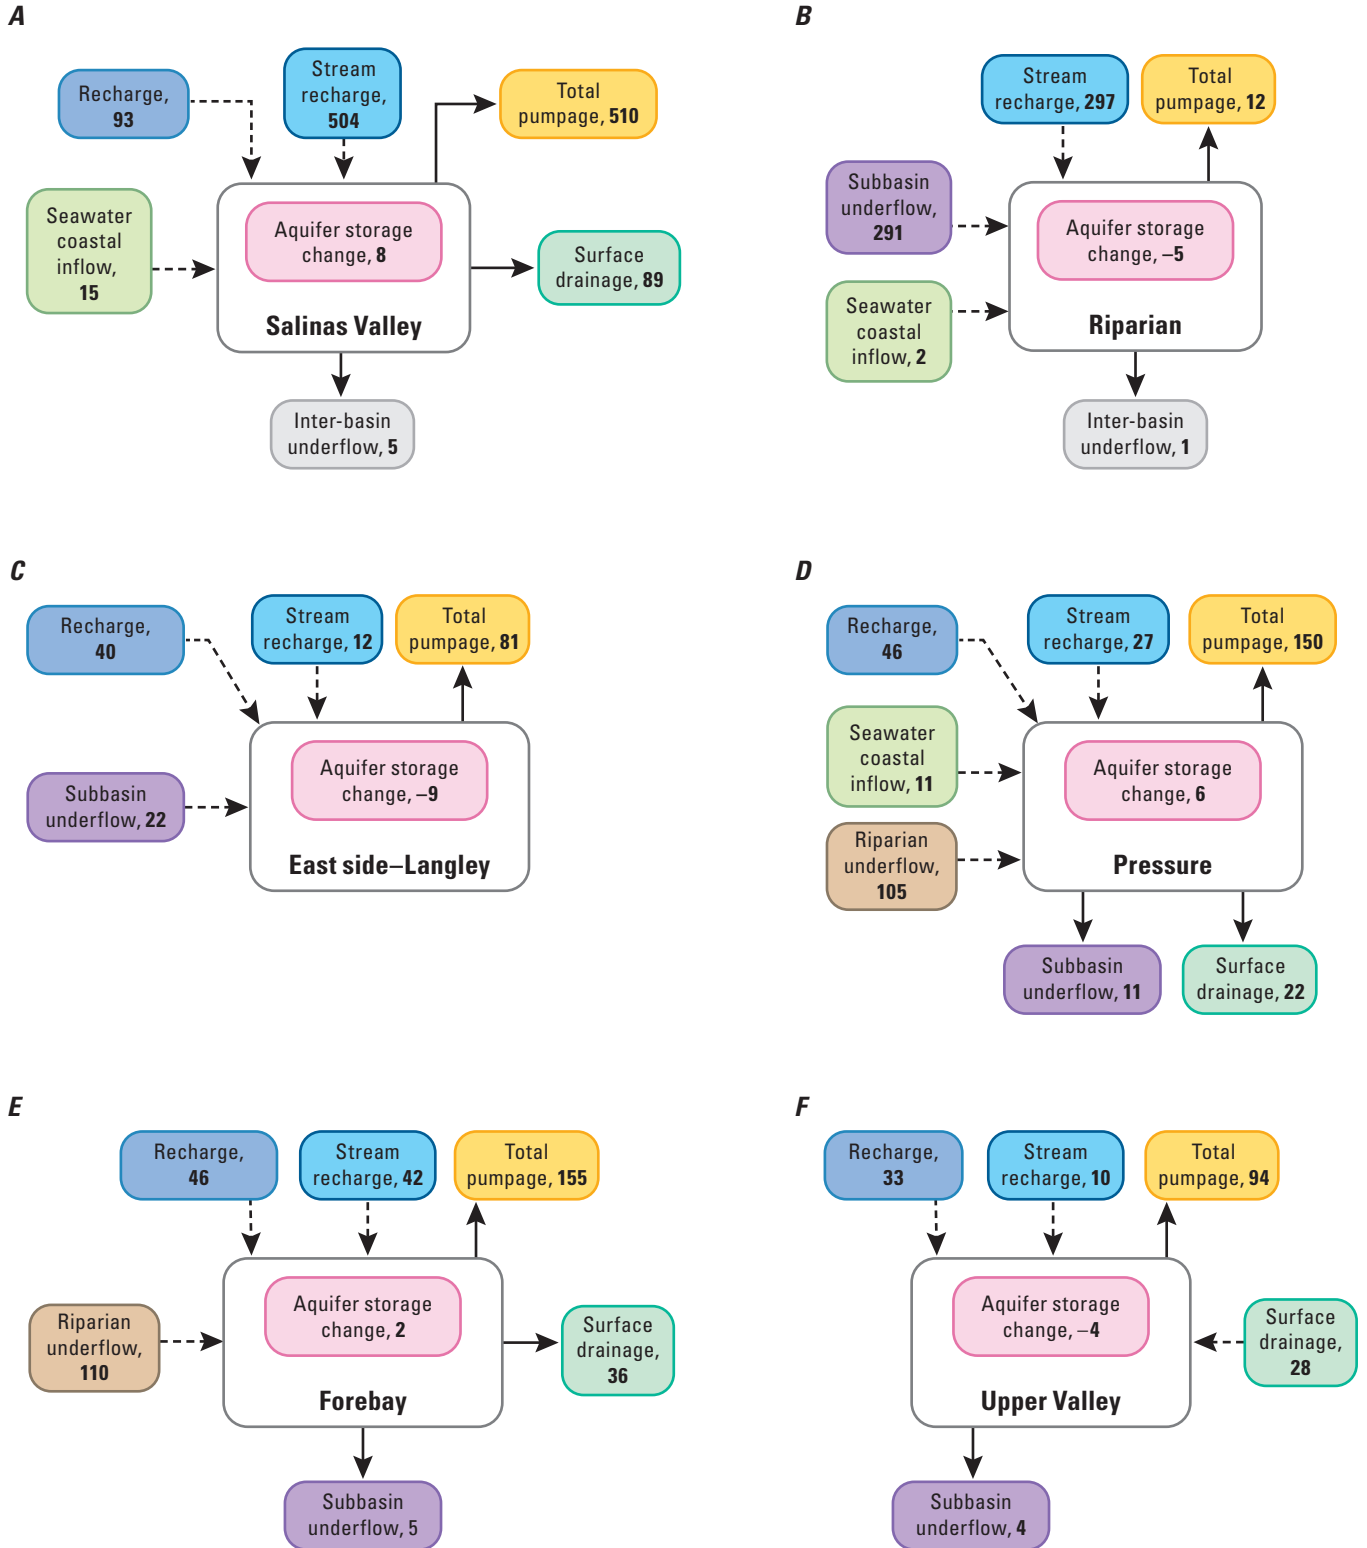 A
Recharge,
93
Stream
recharge,
504
Total
pumpage, 510
Seawater
coastal
inflow,
15
Aquifer storage
change, 8
Salinas Valley
Surface
drainage, 89
Inter-basin
underflow, 5
B
Stream
recharge, 297
Total
pumpage, 12
Subbasin
underflow,
291
Seawater
coastal
inflow, 2
Aquifer storage
change, –5
Riparian
Inter-basin
underflow, 1
C
Recharge,
40
Stream
recharge, 12
Total
pumpage, 81
Subbasin
underflow, 22
Aquifer storage
change, –9
East side–Langley
D
Recharge,
46
Stream
recharge, 27
Total
pumpage, 150
Seawater
coastal
inflow, 11
Riparian
underflow,
105
Aquifer storage
change, 6
Pressure
Subbasin
underflow, 11
Surface
drainage, 22
E
Recharge,
46
Stream
recharge, 42
Total
pumpage, 155
Riparian
underflow,
110
Aquifer storage
change, 2
Forebay
Surface
drainage,
36
Subbasin
underflow, 5
F
Recharge,
33
Stream
recharge, 10
Total
pumpage, 94
Aquifer storage
change, –4
Upper Valley
Surface
drainage,
28
Subbasin
underflow, 4